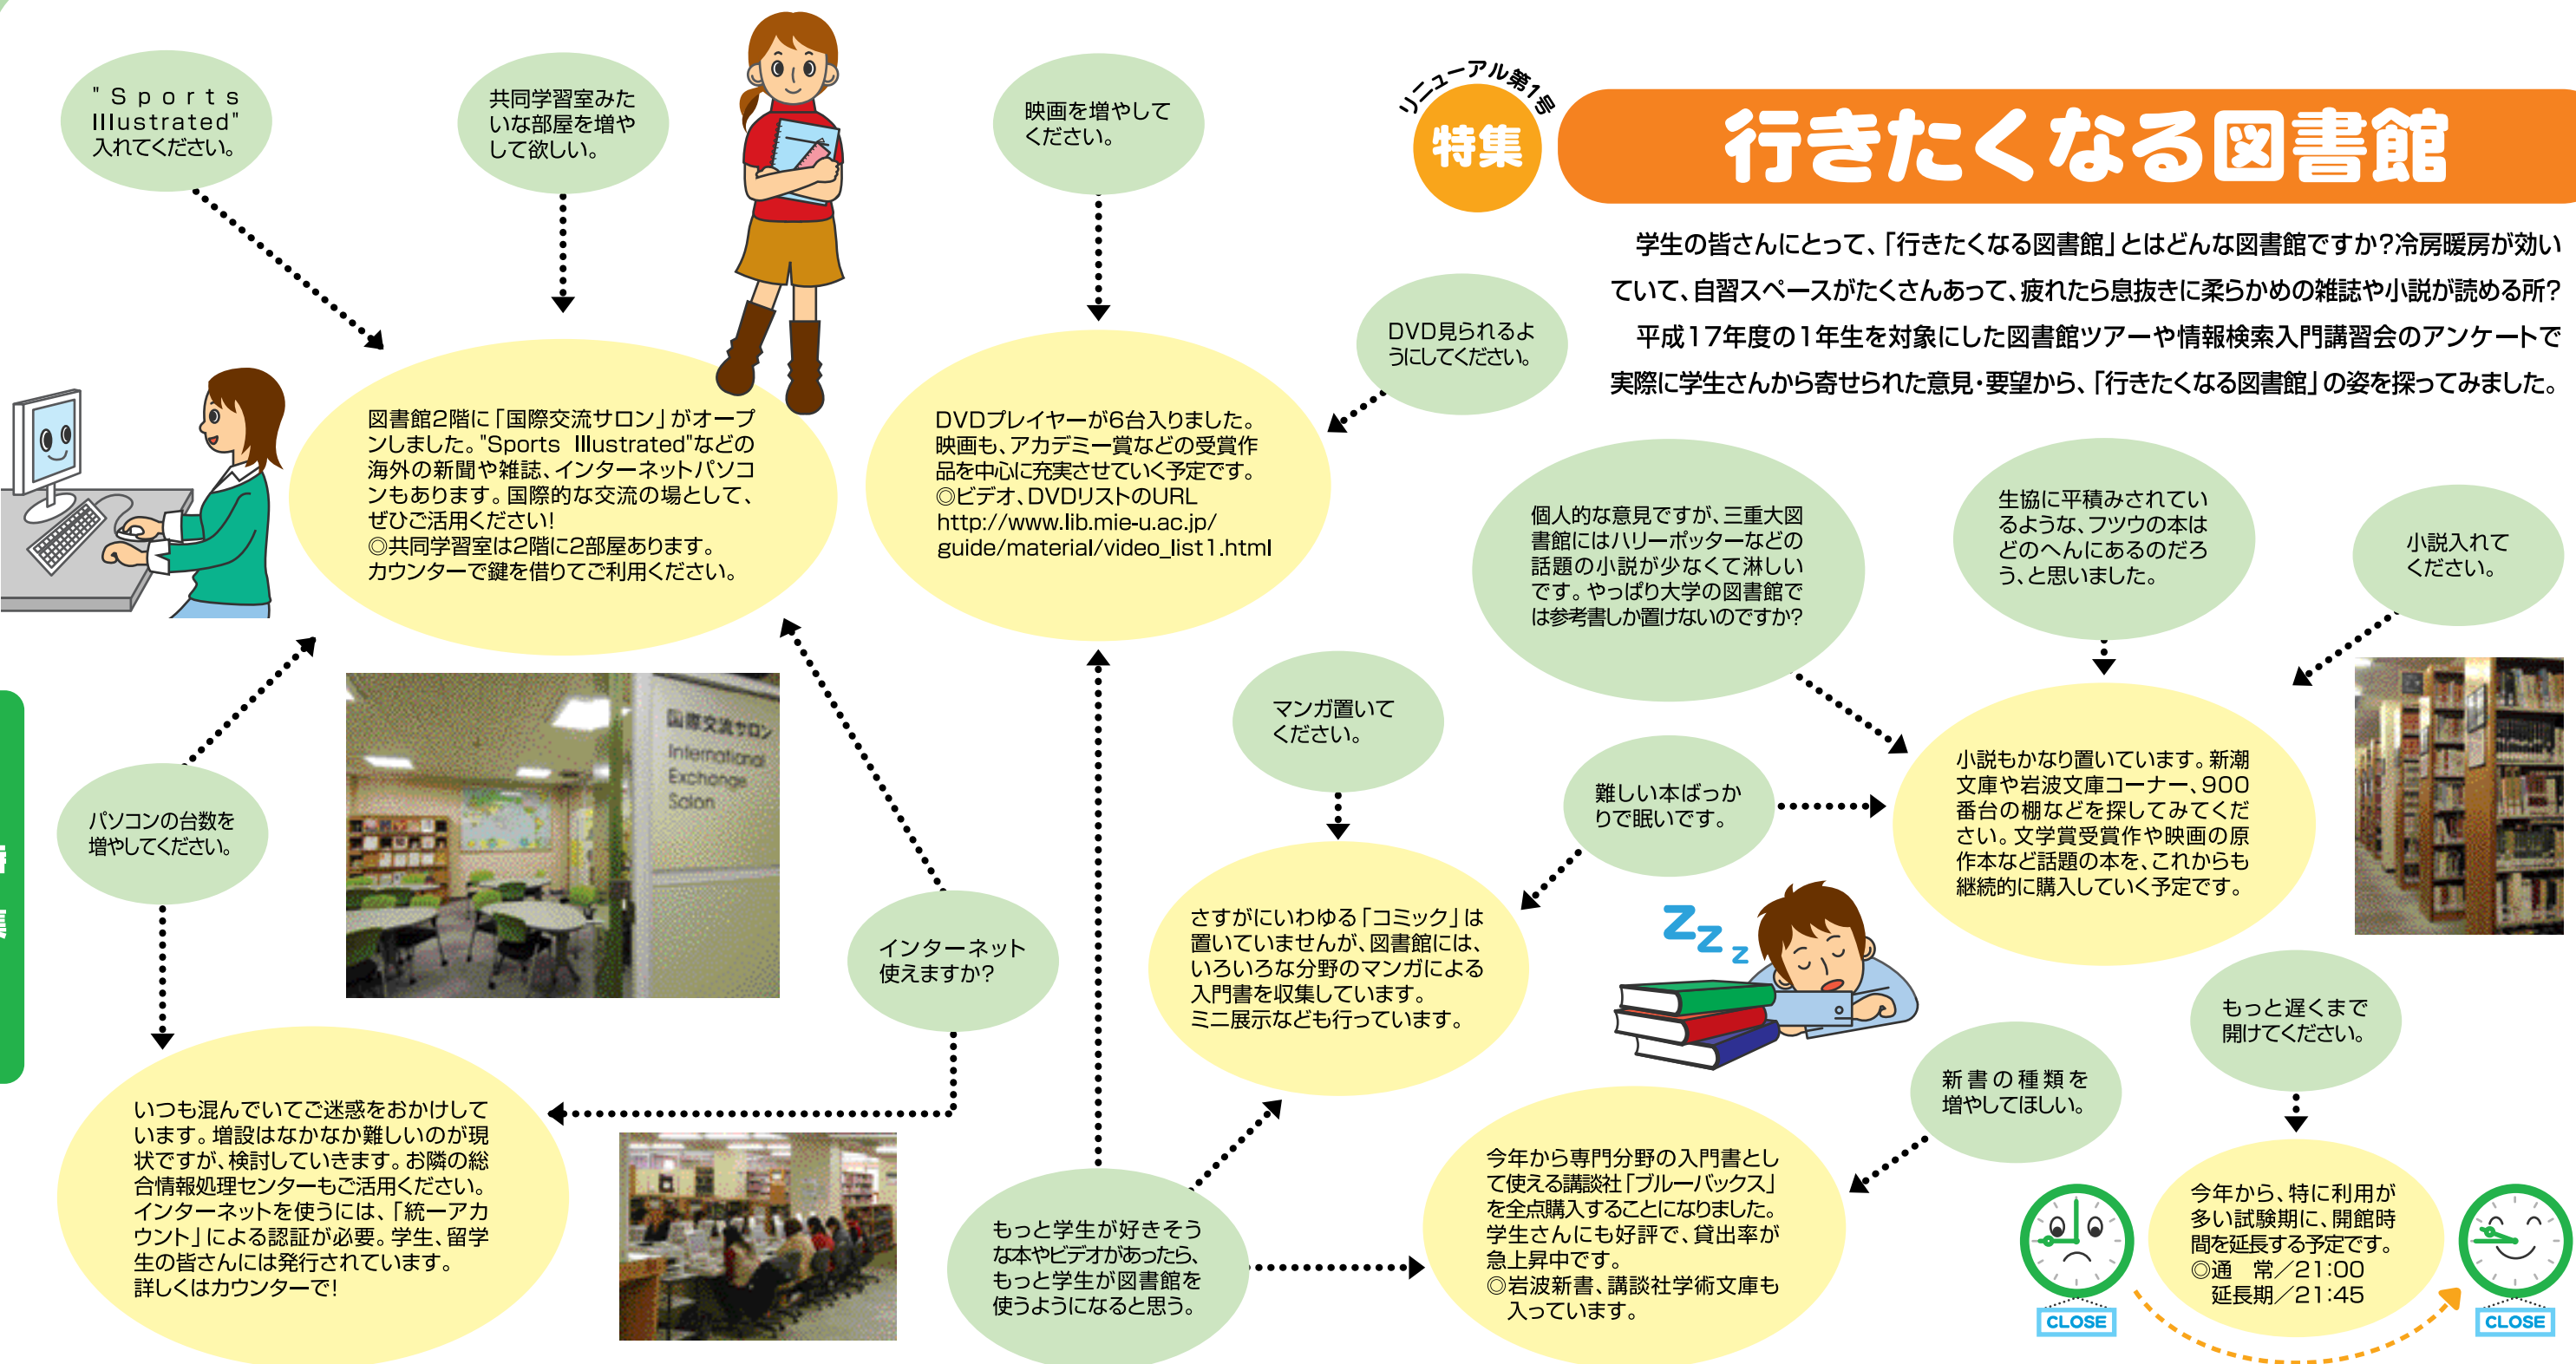 リニューアル第1号
特集
行きたくなる図書館
学生の皆さんにとって、「行きたくなる図書館」とはどんな図書館ですか?冷房暖房が効い
ていて、自習スペースがたくさんあって、疲れたら息抜きに柔らかめの雑誌や小説が読める所?
平成17年度の1年生を対象にした図書館ツアーや情報検索入門講習会のアンケートで
実際に学生さんから寄せられた意見・要望から、「行きたくなる図書館」の姿を探ってみました。
"Sports
Illustrated"
入れてください。
共同学習室みた
いな部屋を増や
して欲しい。
映画を増やして
ください。
DVD見られるよ
うにしてください。
図書館2階に「国際交流サロン」がオープ
ンしました。"Sports Illustrated"などの
海外の新聞や雑誌、インターネットパソコ
ンもあります。国際的な交流の場として、
ぜひご活用ください!
◎共同学習室は2階に2部屋あります。
カウンターで鍵を借りてご利用ください。
DVDプレイヤーが6台入りました。
映画も、アカデミー賞などの受賞作
品を中心に充実させていく予定です。
◎ビデオ、DVDリストのURL
http://www.lib.mie-u.ac.jp/
guide/material/video_list1.html
個人的な意見ですが、三重大図
書館にはハリーポッターなどの
話題の小説が少なくて淋しい
です。やっぱり大学の図書館で
は参考書しか置けないのですか?
生協に平積みされてい
るような、フツウの本は
どのへんにあるのだろ
う、と思いました。
小説入れて
ください。
国際交流サロン
International
Exchange
Salon
マンガ置いて
ください。
難しい本ばっか
りで眠いです。
小説もかなり置いています。新潮
文庫や岩波文庫コーナー、900
番台の棚などを探してみてくだ
さい。文学賞受賞作や映画の原
作本など話題の本を、これからも
継続的に購入していく予定です。
パソコンの台数を
増やしてください。
インターネット
使えますか?
さすがにいわゆる「コミック」は
置いていませんが、図書館には、
いろいろな分野のマンガによる
入門書を収集しています。
ミニ展示なども行っています。
ZZZ
もっと遅くまで
開けてください。
新書の種類を
増やしてほしい。
いつも混んでいてご迷惑をおかけして
います。増設はなかなか難しいのが現
状ですが、検討していきます。お隣の総
合情報処理センターもご活用ください。
インターネットを使うには、「統一アカ
ウント」による認証が必要。学生、留学
生の皆さんには発行されています。
詳しくはカウンターで!
もっと学生が好きそう
な本やビデオがあったら、
もっと学生が図書館を
使うようになると思う。
今年から専門分野の入門書とし
て使える講談社「ブルーバックス」
を全点購入することになりました。
学生さんにも好評で、貸出率が
急上昇中です。
◎岩波新書、講談社学術文庫も
入っています。
今年から、特に利用が
多い試験期に、開館時
間を延長する予定です。
◎通 常/21:00
延長期/21:45
CLOSE
CLOSE